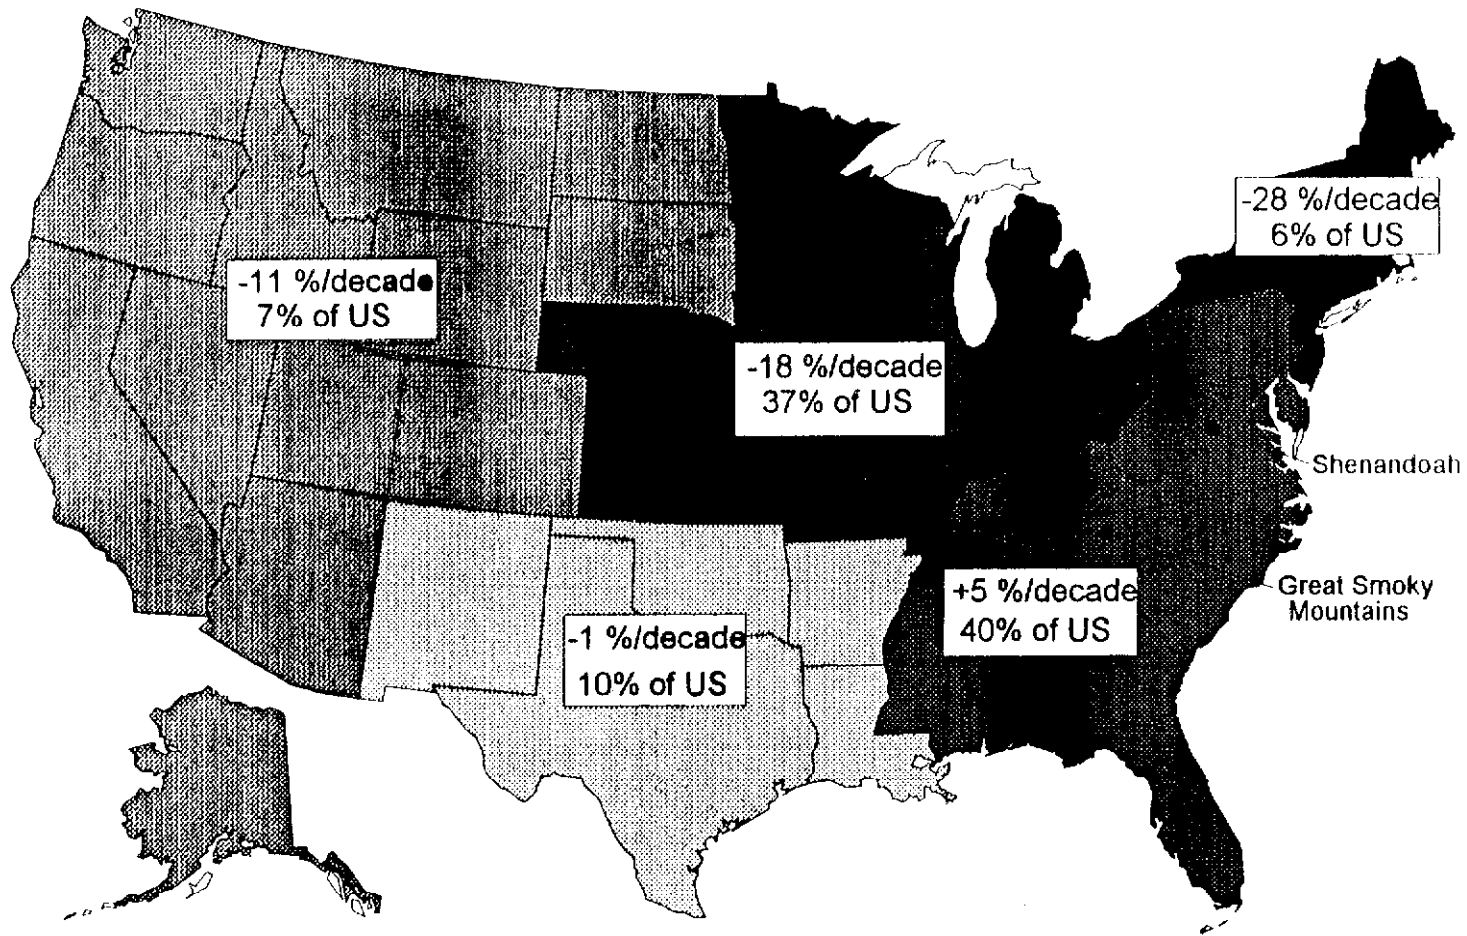 -28 %/decade
6% of US
-11 %/decade
7% of US
-18 %/decade
37% of US
Shenandoah
+5 %/decade
40% of US
Great Smoky
Mountains
-1 %/decade
10% of US